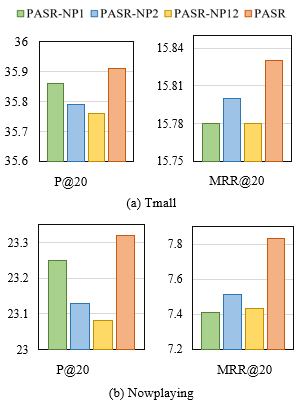 PASR-NP1 PASR-NP2 PASR-NP12 PASR
36
35.9
35.8
35.7
35.6
P@20
15.84
15.81
15.78
15.75
MRR@20
(a) Tmall
23.3
23.2
23.1
23
P@20
7.8
7.6
7.4
7.2
MRR@20
(b) Nowplaying